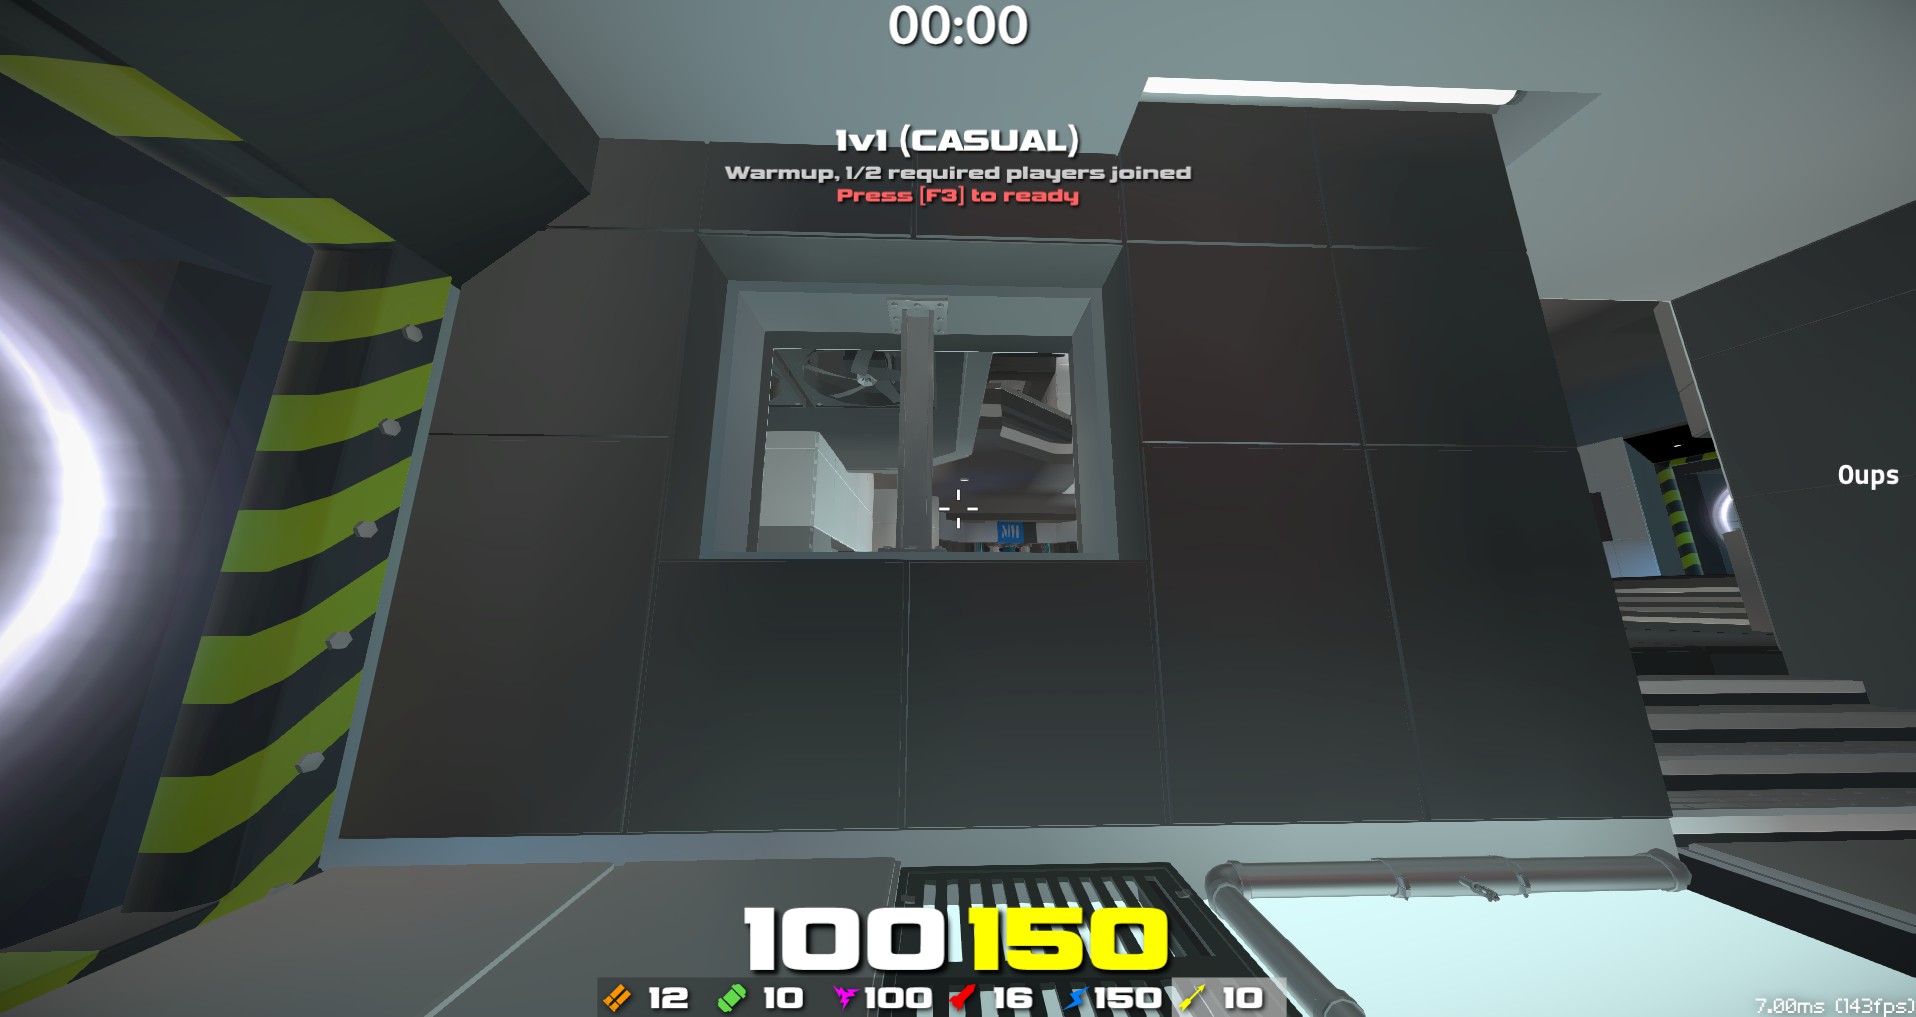 00:00
1v1 (CASUAL)
Warmup, 1/2 required players joined
Press [F3] to ready
Oups
100 150
12 10 100 16 150 10
7.00ms (143fps)